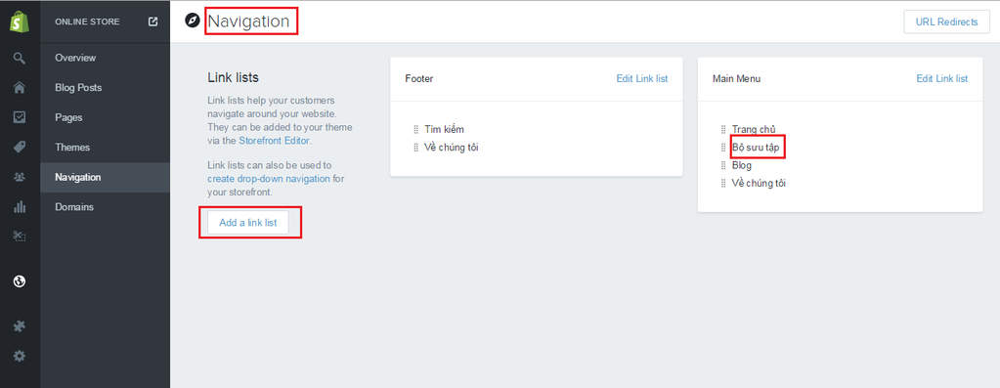 ONLINE STORE
Overview
Blog Posts
Pages
Themes
Navigation
Domains
Navigation
URL Redirects
Link lists
Link lists help your customers
navigate around your website.
They can be added to your theme
via the Storefront Editor.
Link lists can also be used to
create drop-down navigation for
your storefront.
Add a link list
Footer
Edit Link list
Tìm kiếm
Về chúng tôi
Main Menu
Edit Link list
Trang chủ
Bộ sưu tập
Blog
Về chúng tôi